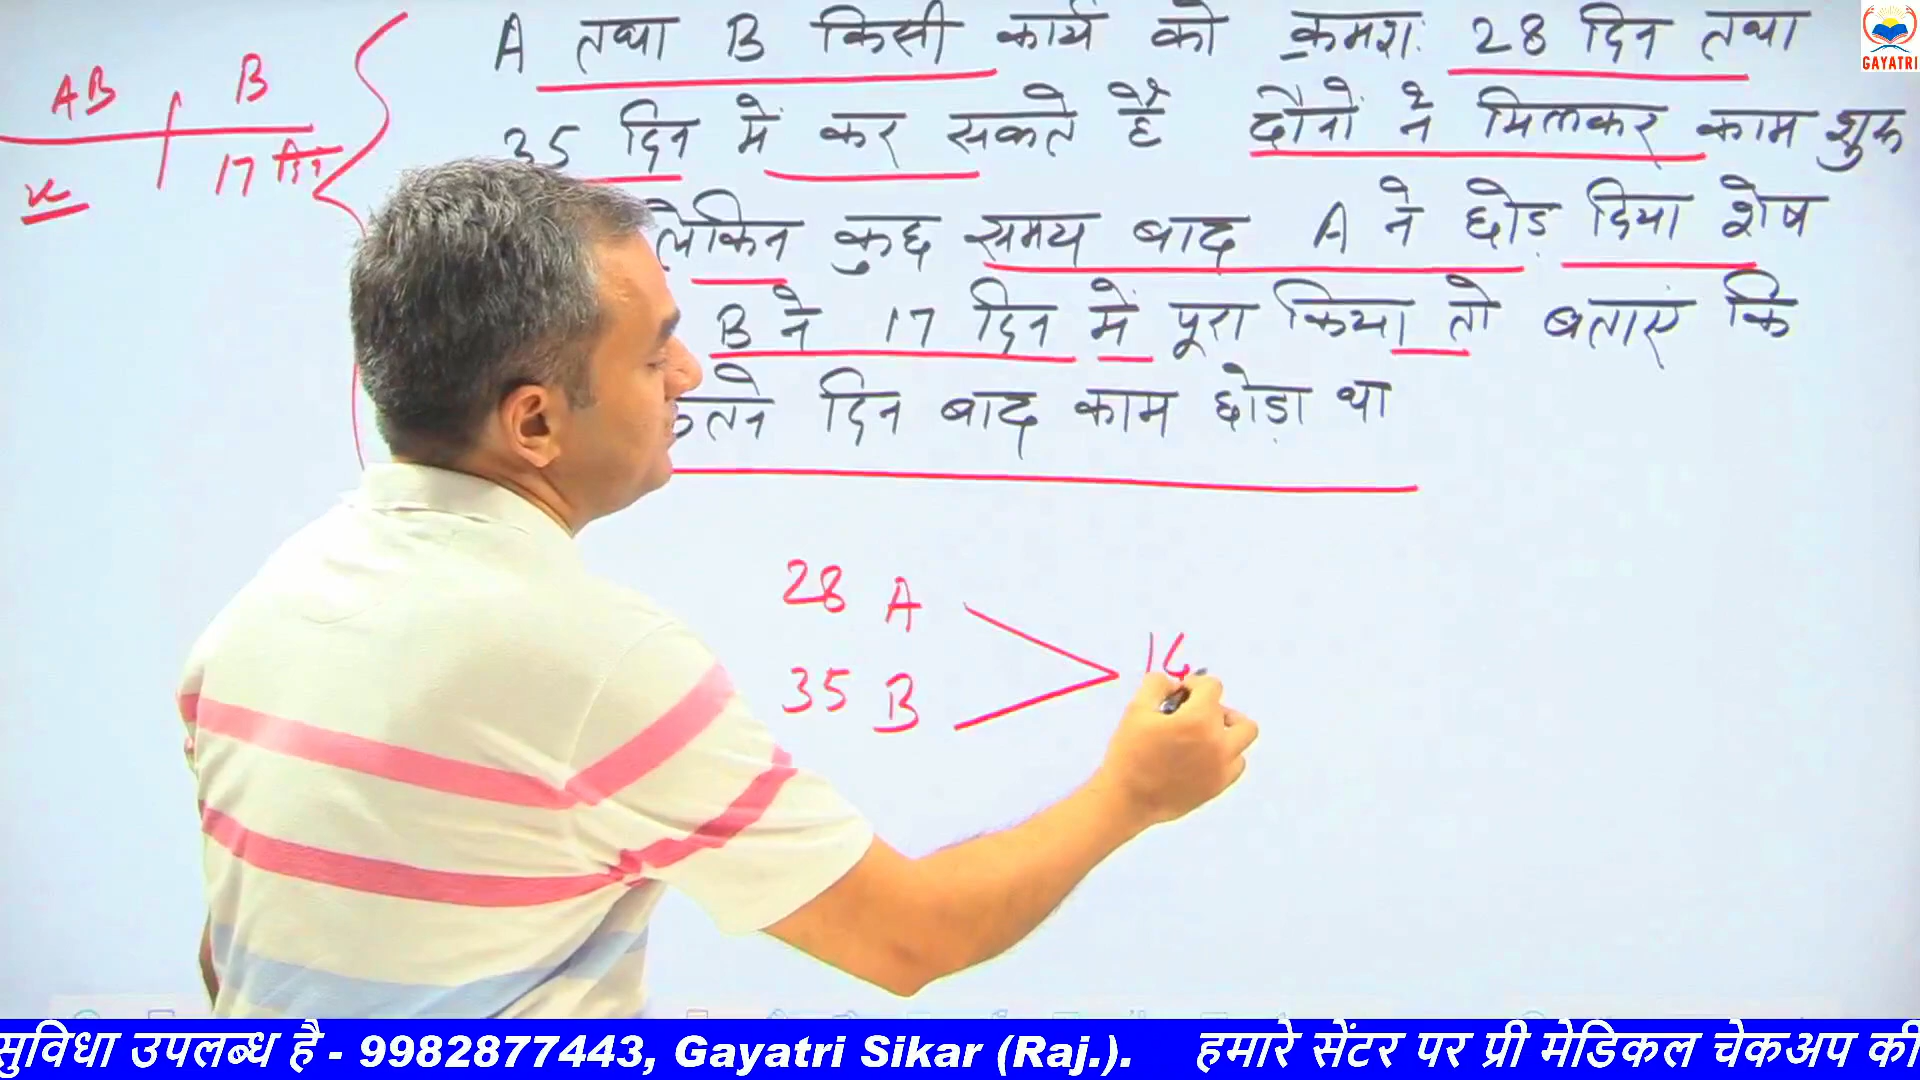 A तथा B किसी कार्य को क्रमशः 28 दिन तथा
35 दिन में कर सकते है दोनों ने मिलकर काम शुरू
लेकिन कुछ समय बाद A ने छोड़ दिया शेष
B ने 17 दिन में पूरा किया तो बताएं कि
दिन बाद काम छोड़ा था
AB B
x 17
28 A
35 B
14
GAYATRI
सुविधा उपलब्ध है - 9982877443, Gayatri Sikar (Raj.). हमारे सेंटर पर प्री मेडिकल चेकअप की